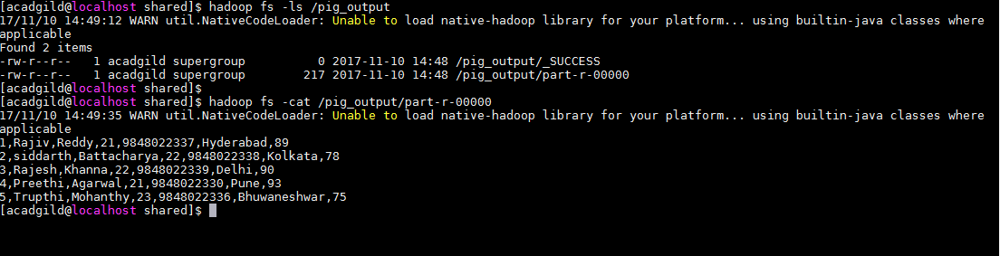 [acadgild@localhost shared]$ hadoop fs -ls /pig_output
17/11/10 14:49:12 WARN util.NativeCodeLoader: Unable to load native-hadoop library for your platform... using builtin-java classes where
applicable
Found 2 items
-rw-r--r--   1 acadgild supergroup          0 2017-11-10 14:48 /pig_output/_SUCCESS
-rw-r--r--   1 acadgild supergroup        217 2017-11-10 14:48 /pig_output/part-r-00000
[acadgild@localhost shared]$
[acadgild@localhost shared]$ hadoop fs -cat /pig_output/part-r-00000
17/11/10 14:49:35 WARN util.NativeCodeLoader: Unable to load native-hadoop library for your platform... using builtin-java classes where
applicable
1,Rajiv,Reddy,21,9848022337,Hyderabad,89
2,siddarth,Battacharya,22,9848022338,Kolkata,78
3,Rajesh,Khanna,22,9848022339,Delhi,90
4,Preethi,Agarwal,21,9848022330,Pune,93
5,Trupthi,Mohanthy,23,9848022336,Bhuwaneshwar,75
[acadgild@localhost shared]$